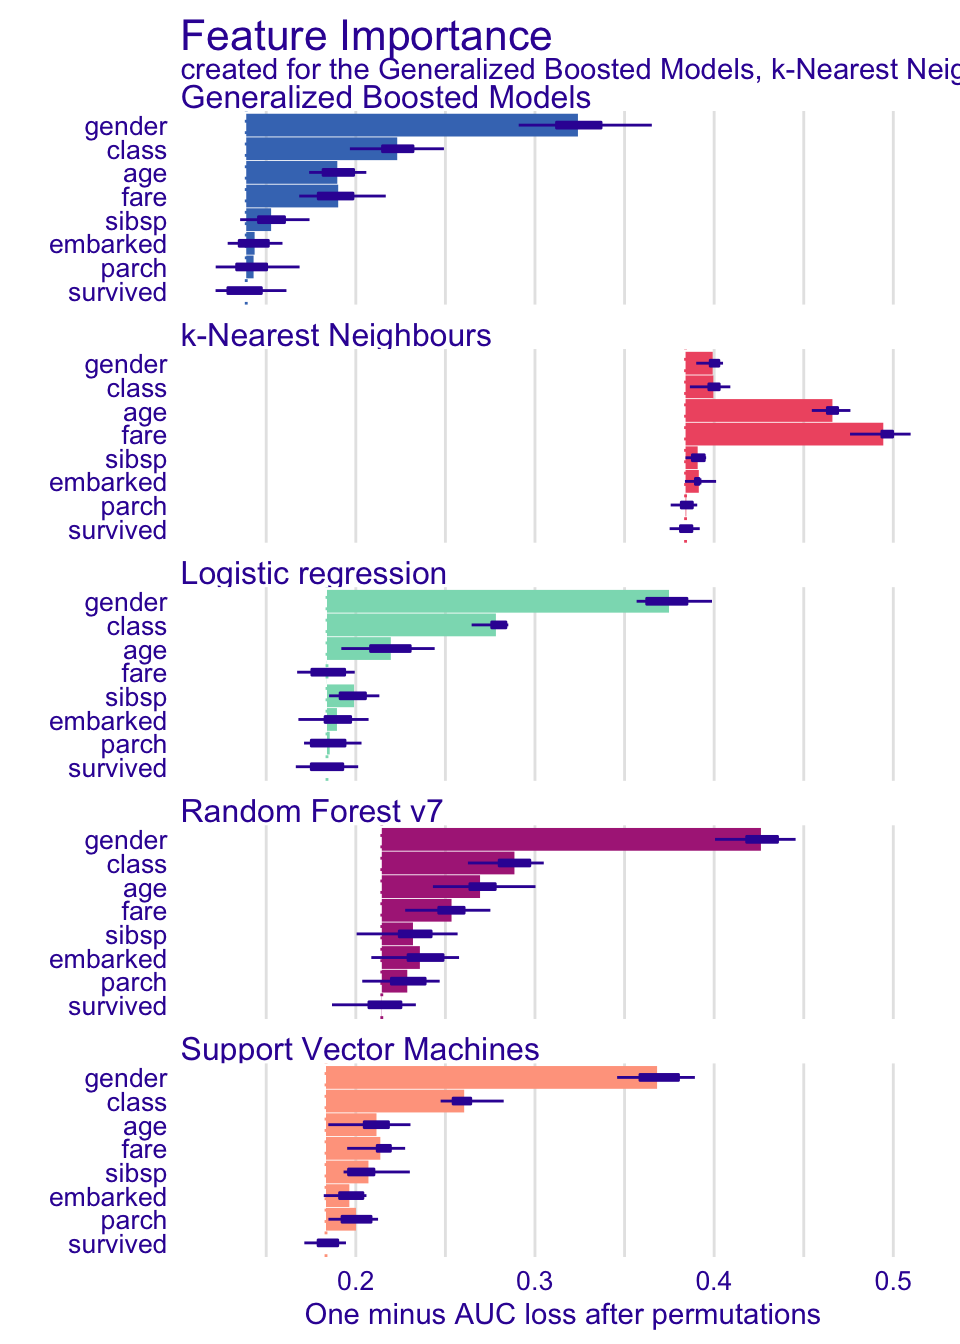 Feature Importance
created for the Generalized Boosted Models, k-Nearest Neig
Generalized Boosted Models
gender
class
age
fare
sibsp
embarked
parch
survived
k-Nearest Neighbours
gender
class
age
fare
sibsp
embarked
parch
survived
Logistic regression
gender
class
age
fare
sibsp
embarked
parch
survived
Random Forest v7
gender
class
age
fare
sibsp
embarked
parch
survived
Support Vector Machines
gender
class
age
fare
sibsp
embarked
parch
survived
0.2 0.3 0.4 0.5
One minus AUC loss after permutations